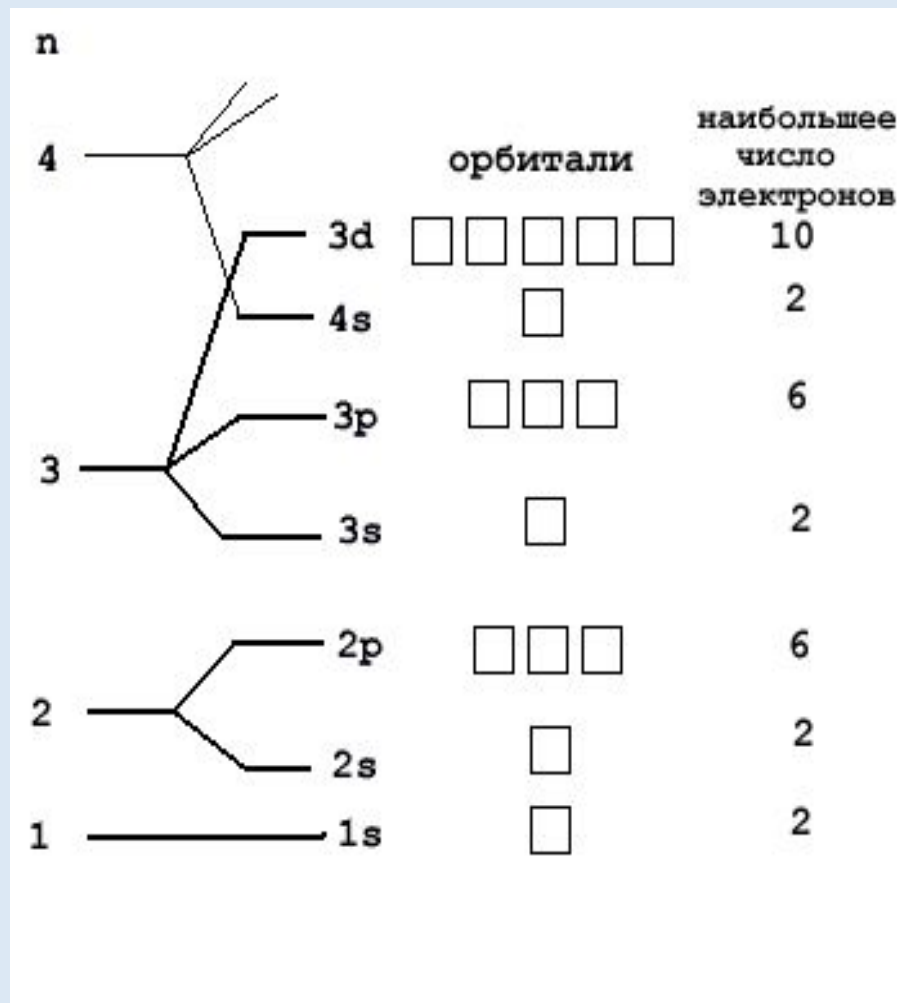 n
наибольшее
число
электронов
орбитали
4
3d 10
4s 2
3p 6
3
3s 2
2p 6
2
2s 2
1 1s 2